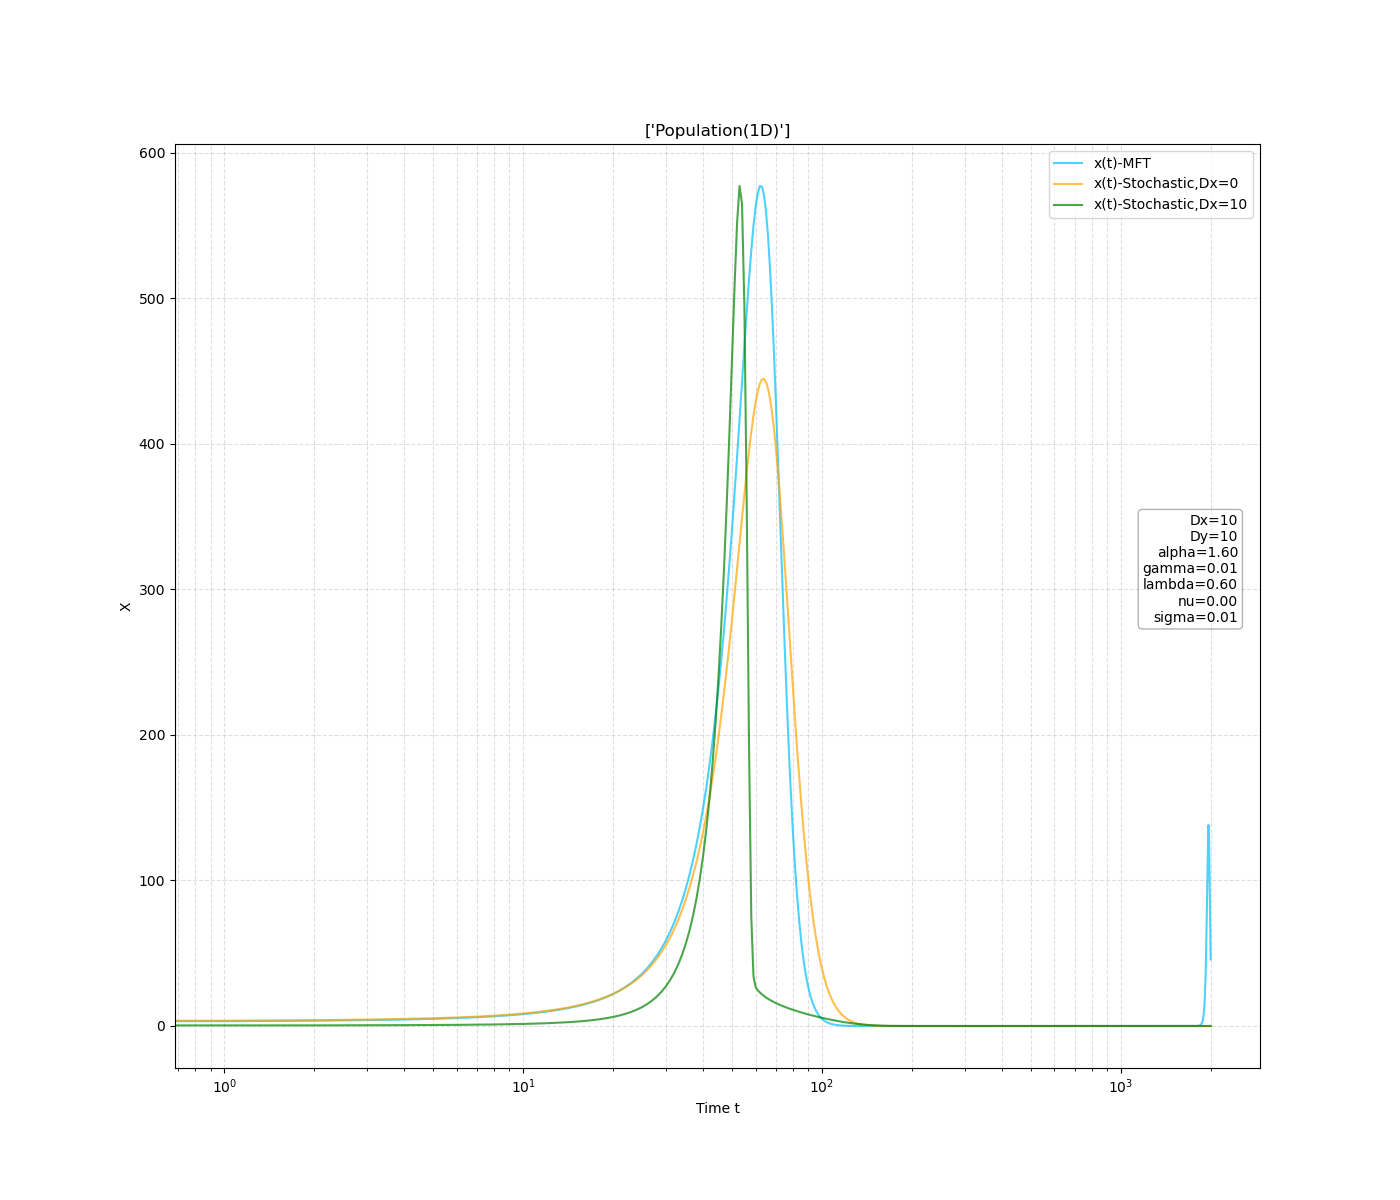 ['Population(1D)']
x(t)-MFT
x(t)-Stochastic,Dx=0
x(t)-Stochastic,Dx=10
600
500
400
300
200
100
0
X
Dx=10
Dy=10
alpha=1.60
gamma=0.01
lambda=0.60
nu=0.00
sigma=0.01
10⁰ 10¹ 10² 10³
Time t